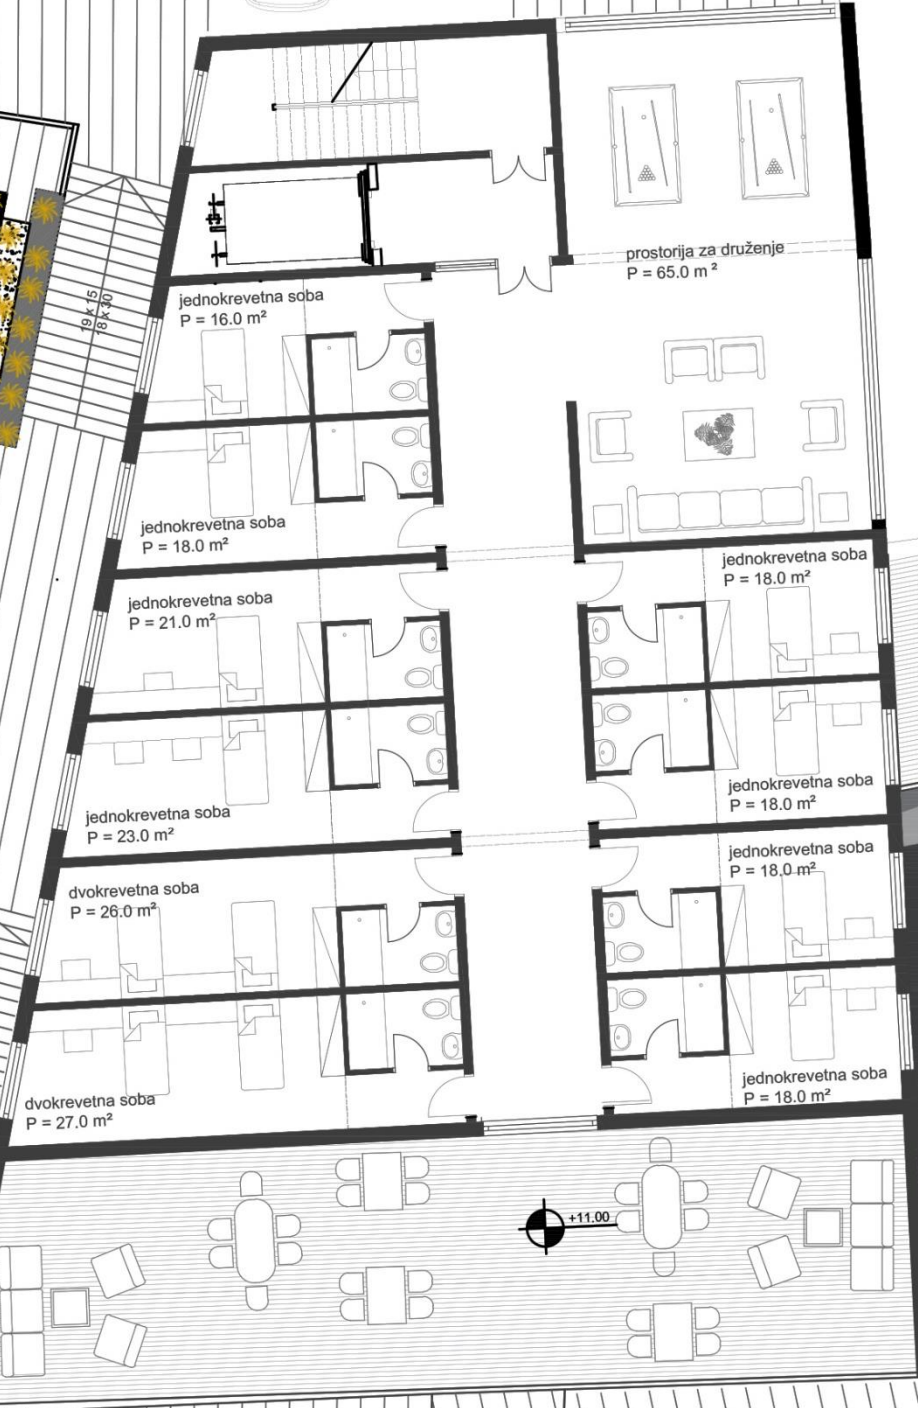 prostorija za druženje
P = 65.0 m²
19 x 15
18 x 30
jednokrevetna soba
P = 16.0 m²
jednokrevetna soba
P = 18.0 m²
jednokrevetna soba
P = 18.0 m²
jednokrevetna soba
P = 21.0 m²
jednokrevetna soba
P = 18.0 m²
jednokrevetna soba
P = 23.0 m²
jednokrevetna soba
P = 18.0 m²
dvokrevetna soba
P = 26.0 m²
jednokrevetna soba
P = 18.0 m²
dvokrevetna soba
P = 27.0 m²
+11.00